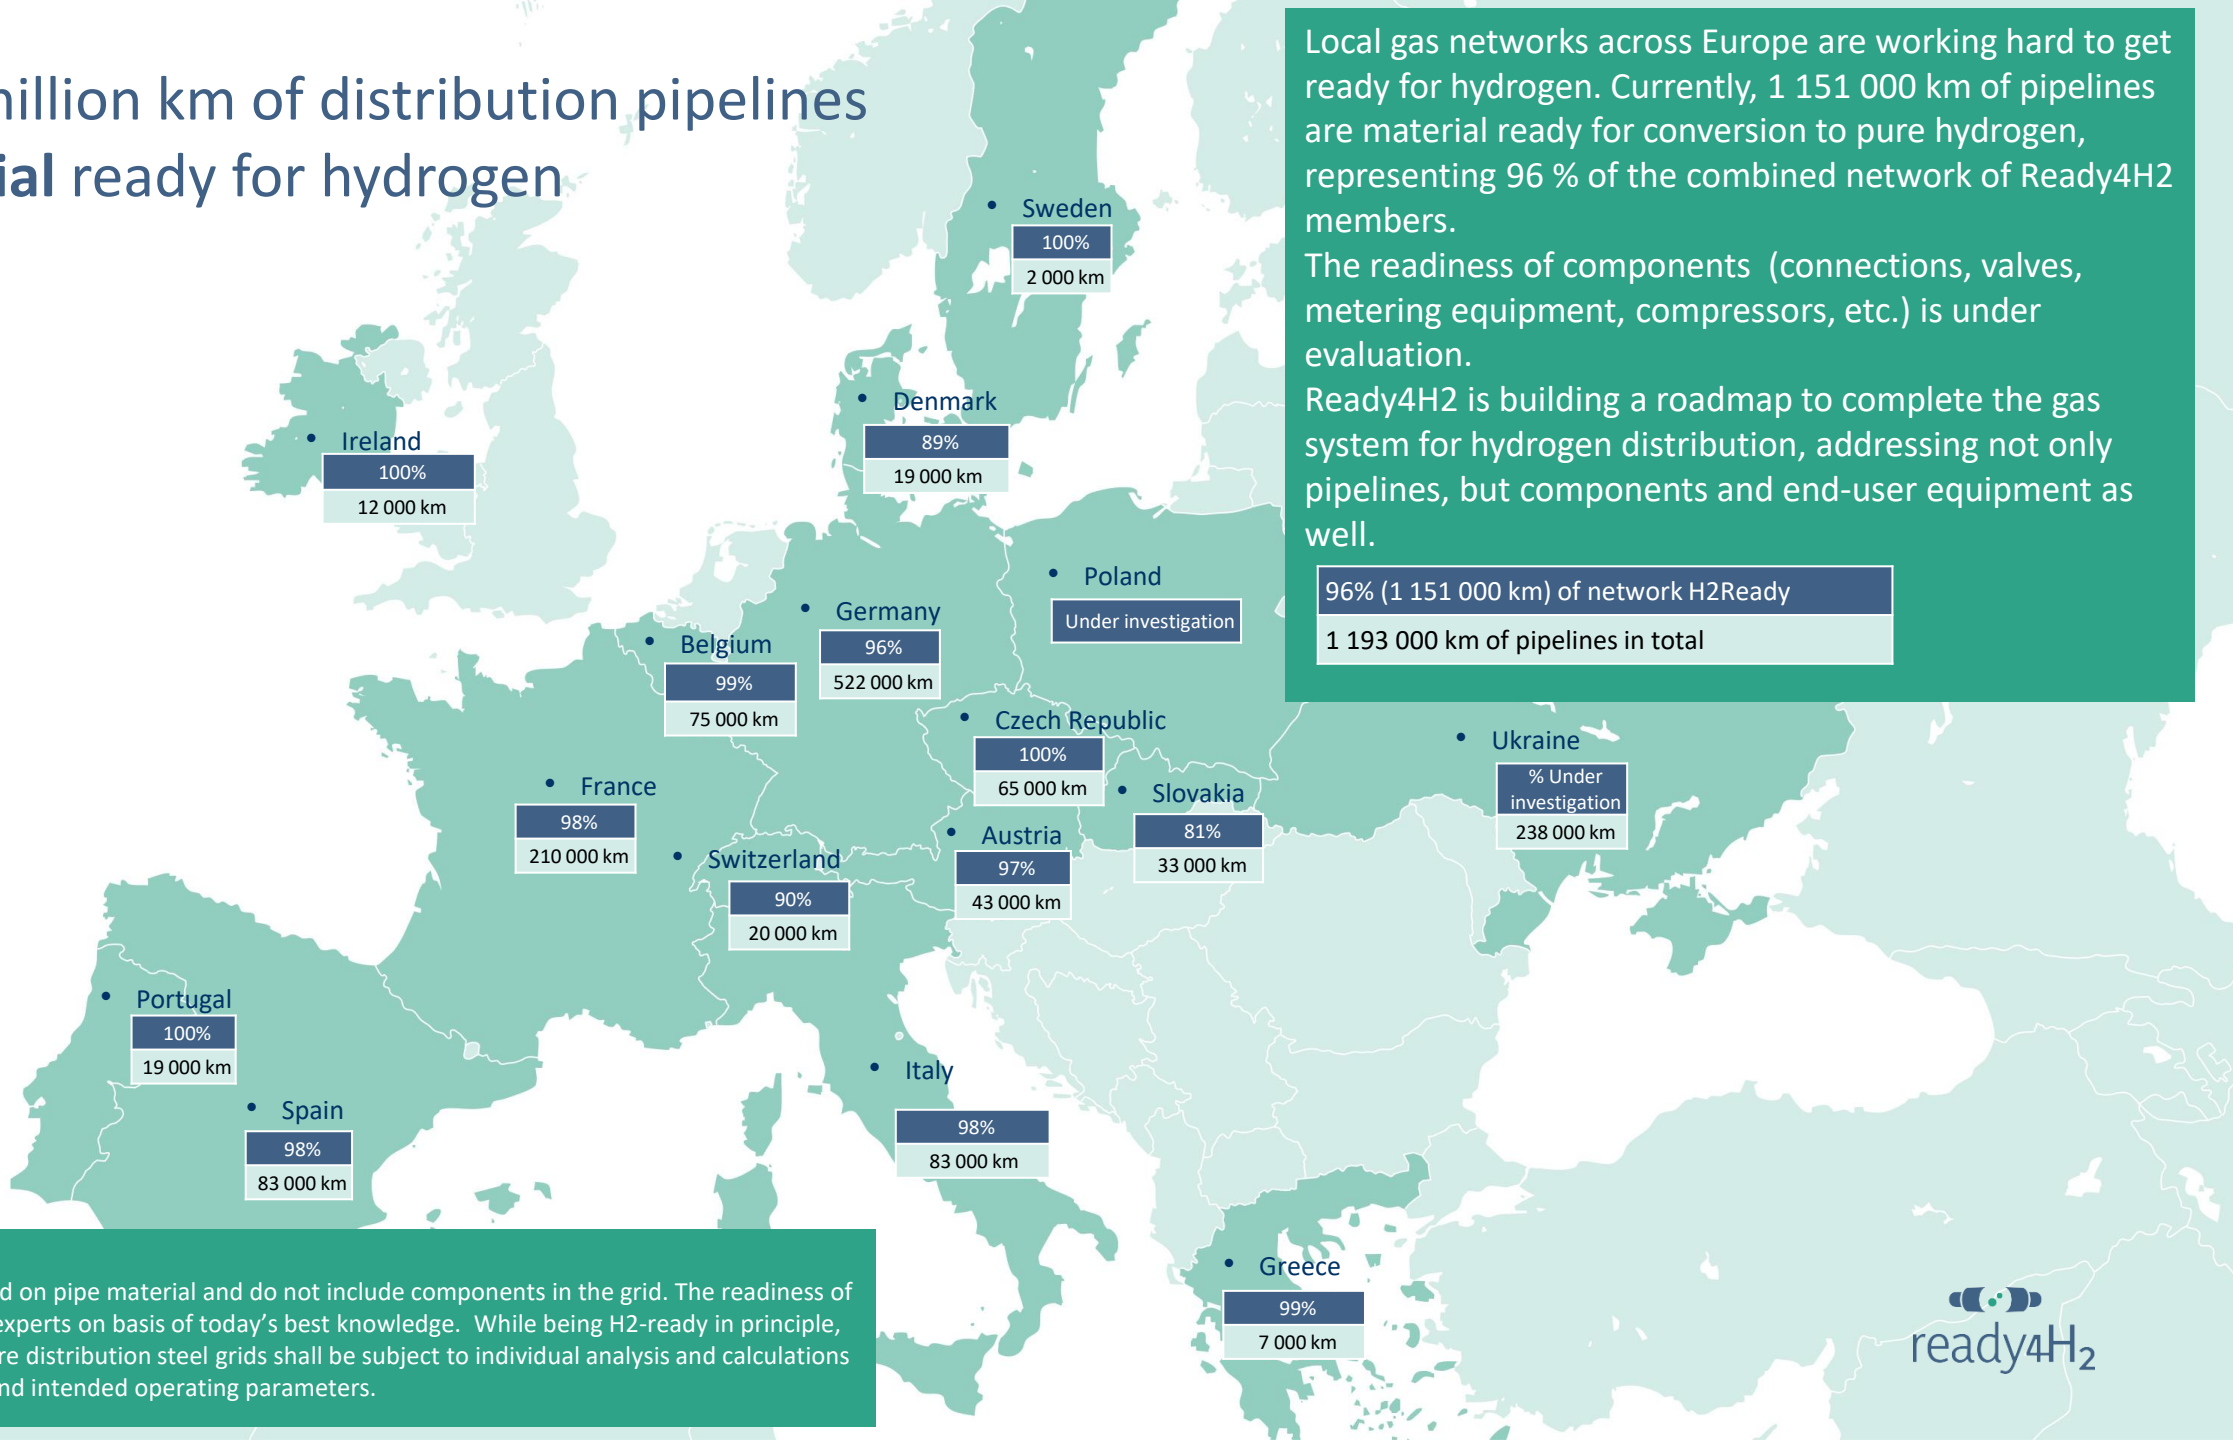 million km of distribution pipelines
ial ready for hydrogen
Local gas networks across Europe are working hard to get
ready for hydrogen. Currently, 1 151 000 km of pipelines
are material ready for conversion to pure hydrogen,
representing 96 % of the combined network of Ready4H2
members.
The readiness of components (connections, valves,
metering equipment, compressors, etc.) is under
evaluation.
Ready4H2 is building a roadmap to complete the gas
system for hydrogen distribution, addressing not only
pipelines, but components and end-user equipment as
well.
96% (1 151 000 km) of network H2Ready
1 193 000 km of pipelines in total
• Sweden
100%
2 000 km
• Denmark
89%
19 000 km
• Ireland
100%
12 000 km
• Poland
Under investigation
• Germany
96%
522 000 km
• Belgium
99%
75 000 km
• Czech Republic
100%
65 000 km
• Ukraine
% Under
investigation
238 000 km
• France
98%
210 000 km
• Slovakia
81%
33 000 km
• Austria
97%
43 000 km
• Switzerland
90%
20 000 km
• Portugal
100%
19 000 km
• Italy
98%
83 000 km
• Spain
98%
83 000 km
• Greece
99%
7 000 km
d on pipe material and do not include components in the grid. The readiness of
experts on basis of today's best knowledge. While being H2-ready in principle,
re distribution steel grids shall be subject to individual analysis and calculations
nd intended operating parameters.
ready4H2